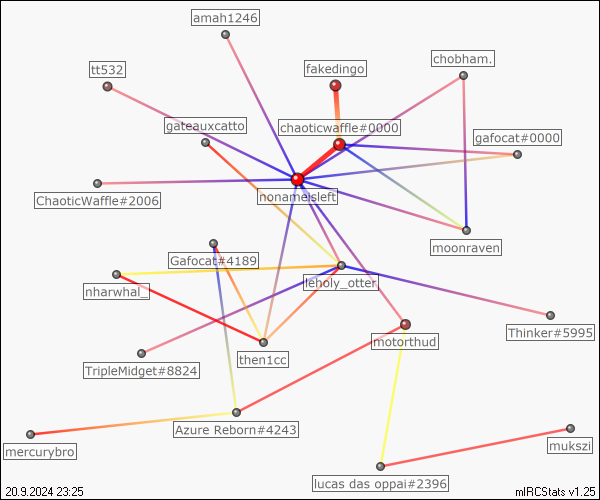 amah1246
fakedingo
chobham.
tt532
gateauxcatto
chaoticwaffle#0000
gafocat#0000
ChaoticWaffle#2006
nonameisleft
moonraven
Gafocat#4189
nharwhal_
leholy_otter
Thinker#5995
motorthud
then1cc
TripleMidget#8824
Azure Reborn#4243
mercurybro
mukszi
lucas das oppai#2396
20.9.2024 23:25
mIRCStats v1.25